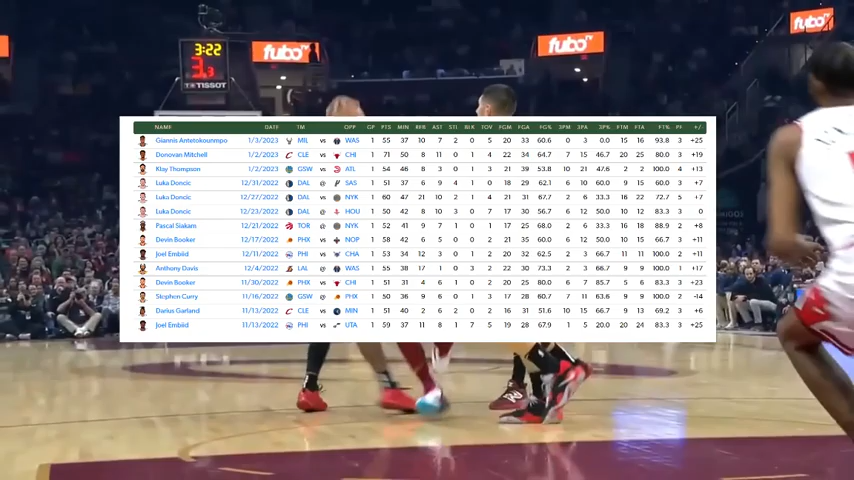 fuboTV
fuboTV
fuboTV
3:22
3.3
TISSOT
NAME DATE TM OPP GP PTS MIN REB AST STL BLK TOV FGM FGA FG% 3PM 3PA 3P% FTM FTA FT% PF +/-
Giannis Antetokounmpo 1/3/2023 MIL vs WAS 1 55 37 10 7 2 0 5 20 33 60.6 0 3 0.0 15 16 93.8 2 +25
Donovan Mitchell 1/2/2023 CLE vs CHI 1 71 50 8 11 0 1 4 22 34 64.7 7 15 46.7 20 25 80.0 3 +19
Klay Thompson 1/2/2023 GSW vs ATL 1 54 46 8 3 0 1 3 21 39 53.8 10 21 47.6 2 2 100.0 4 +13
Luka Doncic 12/31/2022 DAL @ SAS 1 51 37 6 9 4 1 0 18 29 62.1 6 10 60.0 9 15 60.0 3 +7
Luka Doncic 12/27/2022 DAL vs NYK 1 60 47 21 10 2 1 4 21 31 67.7 2 6 33.3 16 22 72.7 5 +7
Luka Doncic 12/23/2022 DAL @ HOU 1 50 42 8 10 3 0 7 17 30 56.7 6 12 50.0 10 12 83.3 3 0
Pascal Siakam 12/21/2022 TOR @ NYK 1 52 41 9 7 1 0 1 17 25 68.0 2 6 33.3 16 18 88.9 2 +8
Devin Booker 12/17/2022 PHX vs NOP 1 58 42 6 5 0 0 2 21 35 60.0 6 12 50.0 10 15 66.7 3 +11
Joel Embiid 12/11/2022 PHI vs CHA 1 53 34 12 3 0 1 2 20 32 62.5 2 3 66.7 11 11 100.0 2 +11
Anthony Davis 12/4/2022 LAL @ WAS 1 55 38 17 1 0 3 2 22 30 73.3 2 3 66.7 9 9 100.0 1 +17
Devin Booker 11/30/2022 PHX vs CHI 1 51 31 4 6 1 0 2 20 25 80.0 6 7 85.7 5 6 83.3 3 +23
Stephen Curry 11/16/2022 GSW @ PHX 1 50 36 9 6 0 1 3 17 28 60.7 7 11 63.6 9 9 100.0 2 -14
Darius Garland 11/13/2022 CLE vs MIN 1 51 40 2 6 0 1 2 16 31 51.6 10 15 66.7 9 13 69.2 3 +6
Joel Embiid 11/13/2022 PHI vs UTA 1 59 37 11 8 1 7 5 19 28 67.9 1 5 20.0 20 24 83.3 3 +25